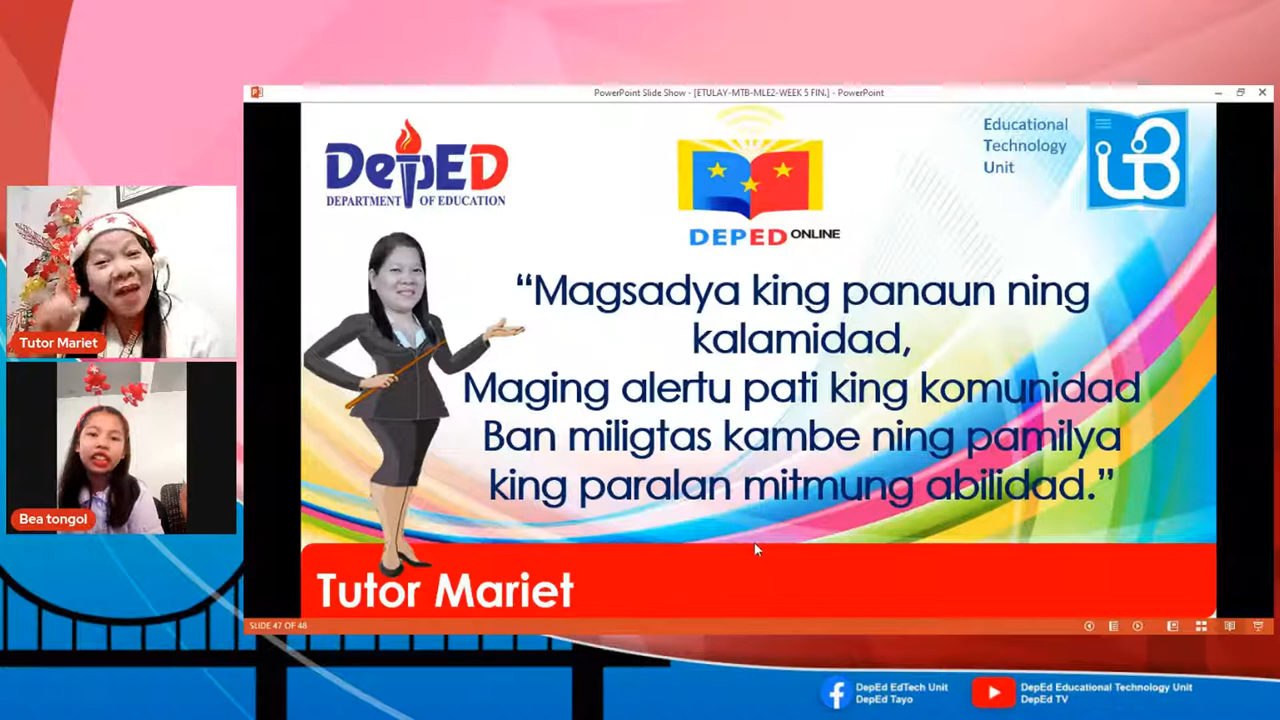 PowerPoint Slide Show - [ETULAY-MTB-MLE2-WEEK 5 FIN.] - PowerPoint
DepED
DEPARTMENT OF EDUCATION
DEPED ONLINE
Educational
Technology
Unit
“Magsadya king panaun ning
kalamidad,
Maging alertu pati king komunidad
Ban miligtas kambe ning pamilya
king paralan mitmung abilidad.”
Tutor Mariet
Bea tongol
Tutor Mariet
SLIDE 47 OF 48
DepEd EdTech Unit
DepEd Tayo
DepEd Educational Technology Unit
DepEd TV